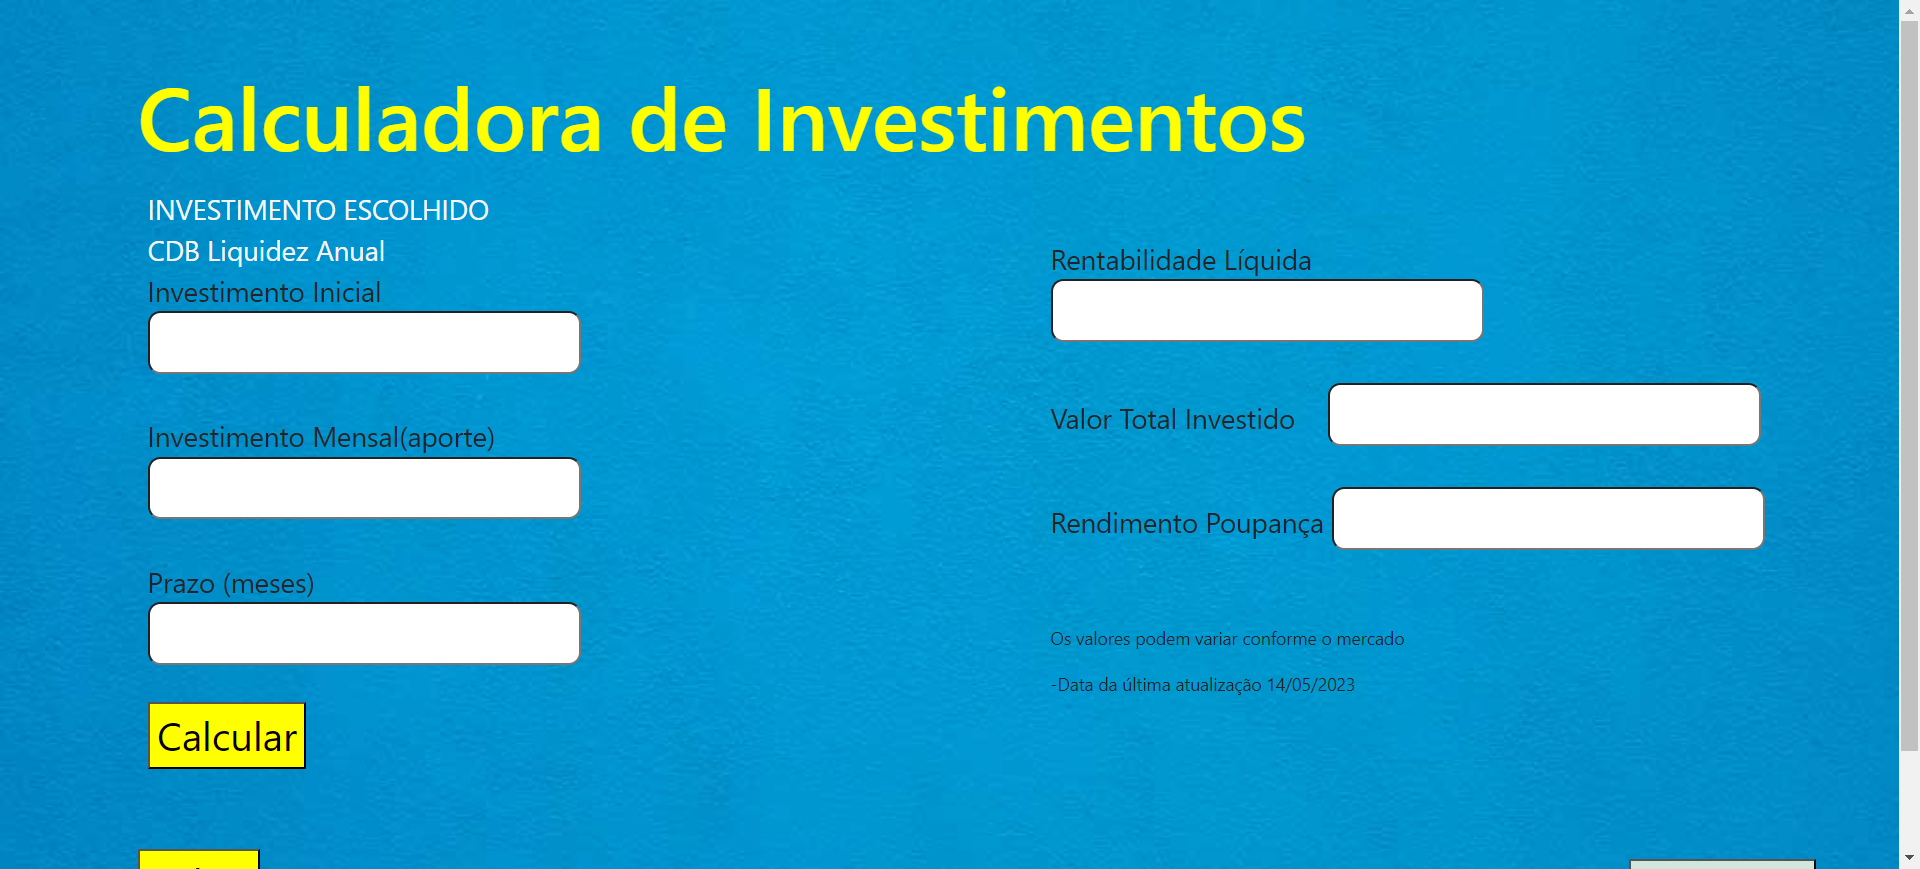 Calculadora de Investimentos
INVESTIMENTO ESCOLHIDO
CDB Liquidez Anual
Investimento Inicial
Investimento Mensal(aporte)
Prazo (meses)
Calcular
Rentabilidade Líquida
Valor Total Investido
Rendimento Poupança
Os valores podem variar conforme o mercado
-Data da última atualização 14/05/2023